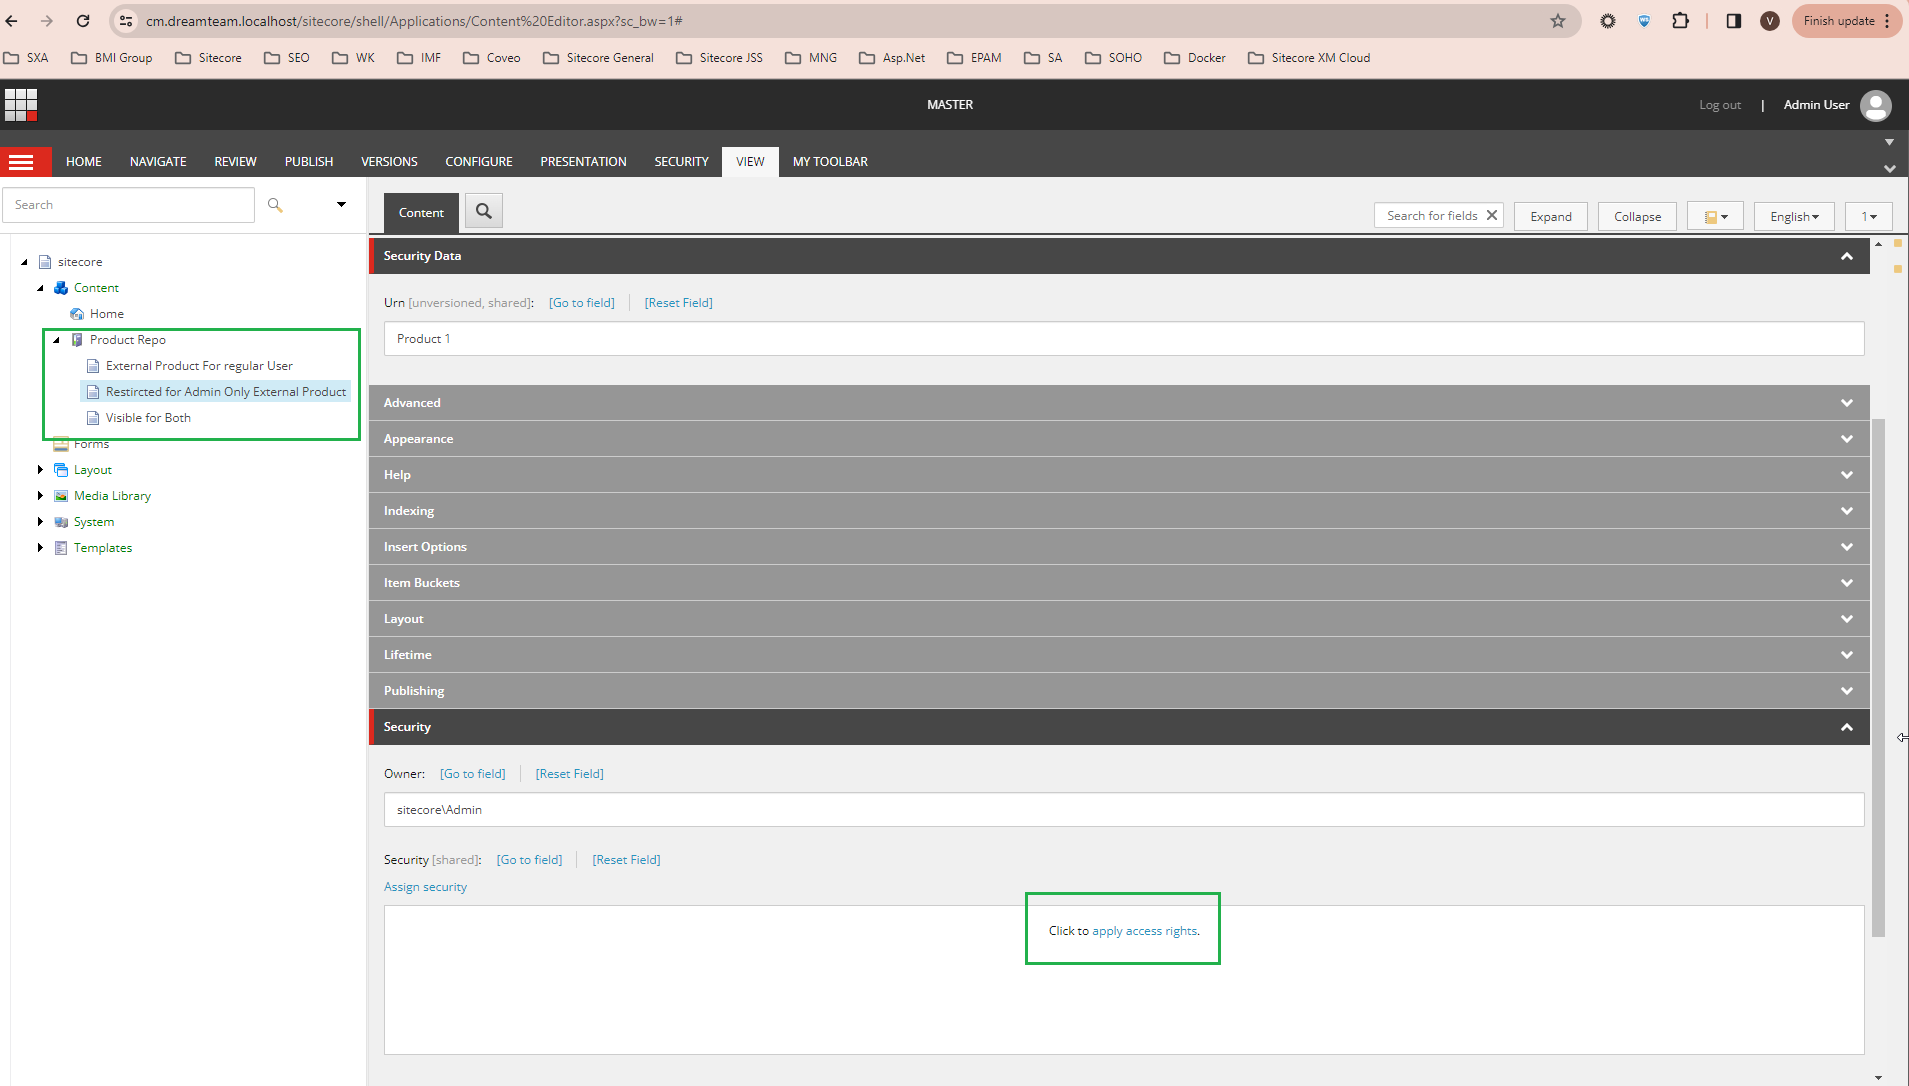 cm.dreamteam.localhost/sitecore/shell/Applications/Content%20Editor.aspx?sc_bw=1#
V
Finish update
SXA
BMI Group
Sitecore
SEO
WK
IMF
Coveo
Sitecore General
Sitecore JSS
MNG
Asp.Net
EPAM
SA
SOHO
Docker
Sitecore XM Cloud
MASTER
Log out | Admin User
HOME
NAVIGATE
REVIEW
PUBLISH
VERSIONS
CONFIGURE
PRESENTATION
SECURITY
VIEW
MY TOOLBAR
Search
Content
Search for fields
Expand
Collapse
English
1
sitecore
Content
Home
Product Repo
External Product For regular User
Restircted for Admin Only External Product
Visible for Both
Forms
Layout
Media Library
System
Templates
Security Data
Urn [unversioned, shared]: [Go to field] [Reset Field]
Product 1
Advanced
Appearance
Help
Indexing
Insert Options
Item Buckets
Layout
Lifetime
Publishing
Security
Owner: [Go to field] [Reset Field]
sitecore\Admin
Security [shared]: [Go to field] [Reset Field]
Assign security
Click to apply access rights.